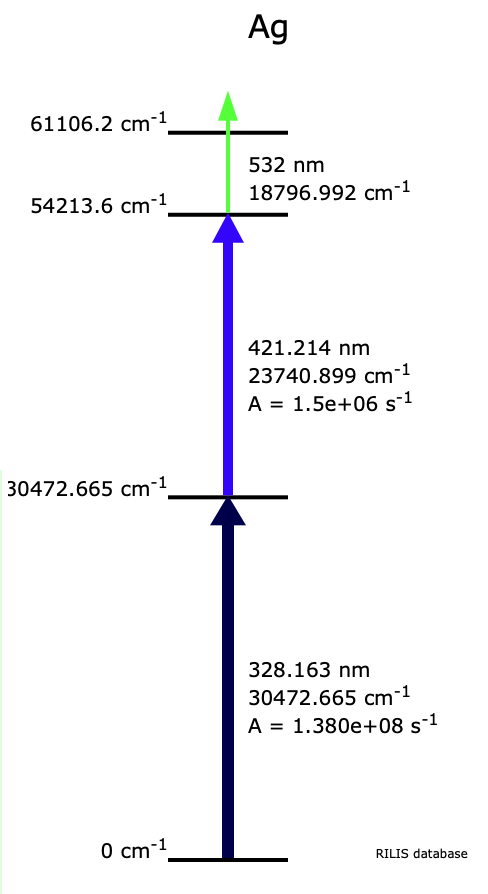 Ag
61106.2 cm⁻¹
532 nm
18796.992 cm⁻¹
54213.6 cm⁻¹
421.214 nm
23740.899 cm⁻¹
A = 1.5e+06 s⁻¹
30472.665 cm⁻¹
328.163 nm
30472.665 cm⁻¹
A = 1.380e+08 s⁻¹
0 cm⁻¹
RILIS database